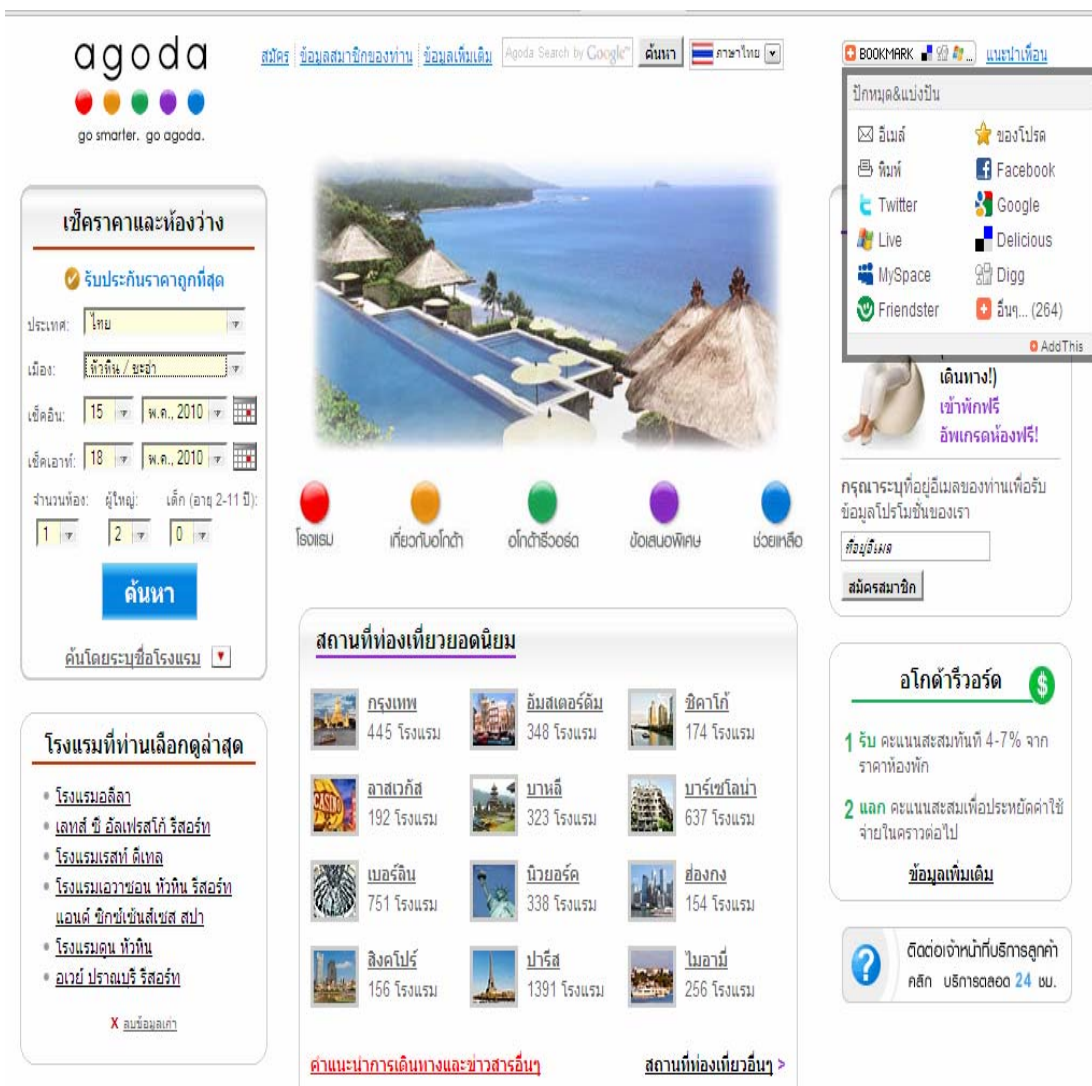 agoda
go smarter. go agoda.
สมัคร ข้อมูลสมาชิกของท่าน ข้อมูลเพิ่มเติม Agoda Search by Google™ ค้นหา ภาษาไทย
BOOKMARK ... แนะนำเพื่อน
ปักหมุด&แบ่งปัน
อีเมล์ ของโปรด
พิมพ์ Facebook
Twitter Google
Live Delicious
MySpace Digg
Friendster อื่นๆ... (264)
AddThis
เช็คราคาและห้องว่าง
รับประกันราคาถูกที่สุด
ประเทศ: ไทย
เมือง: หัวหิน / ชะอำ
เช็คอิน: 15 พ.ค., 2010
เช็คเอาท์: 18 พ.ค., 2010
จำนวนห้อง: ผู้ใหญ่: เด็ก (อายุ 2-11 ปี):
1 2 0
ค้นหา
ค้นโดยระบุชื่อโรงแรม
โรงแรมที่ท่านเลือกดูล่าสุด
โรงแรมอลีลา
เลทส์ ซี อัลเฟรสโก้ รีสอร์ท
โรงแรมเรสท์ ดีเทล
โรงแรมเอวาซอน หัวหิน รีสอร์ท
แอนด์ ซิกซ์เซ้นส์เซส สปา
โรงแรมดูน หัวหิน
อเวย์ ปราณบุรี รีสอร์ท
X ลบข้อมูลเก่า
โรงแรม เกี่ยวกับอโกด้า อโกด้ารีวอร์ด ข้อเสนอพิเศษ ช่วยเหลือ
สถานที่ท่องเที่ยวยอดนิยม
กรุงเทพ อัมสเตอร์ดัม ชิคาโก้
445 โรงแรม 348 โรงแรม 174 โรงแรม
ลาสเวกัส บาหลี บาร์เซโลน่า
192 โรงแรม 323 โรงแรม 637 โรงแรม
เบอร์ลิน นิวยอร์ค ฮ่องกง
751 โรงแรม 338 โรงแรม 154 โรงแรม
สิงคโปร์ ปารีส ไมอามี่
156 โรงแรม 1391 โรงแรม 256 โรงแรม
คำแนะนำการเดินทางและข่าวสารอื่นๆ สถานที่ท่องเที่ยวอื่นๆ >
เดินทาง!)
เข้าพักฟรี
อัพเกรดห้องฟรี!
กรุณาระบุที่อยู่อีเมลของท่านเพื่อรับ
ข้อมูลโปรโมชั่นของเรา
ที่อยู่อีเมล
สมัครสมาชิก
อโกด้ารีวอร์ด $
1 รับ คะแนนสะสมทันที 4-7% จาก
ราคาห้องพัก
2 แลก คะแนนสะสมเพื่อประหยัดค่าใช้
จ่ายในคราวต่อไป
ข้อมูลเพิ่มเติม
? ติดต่อเจ้าหน้าที่บริการลูกค้า
คลิก บริการตลอด 24 ชม.